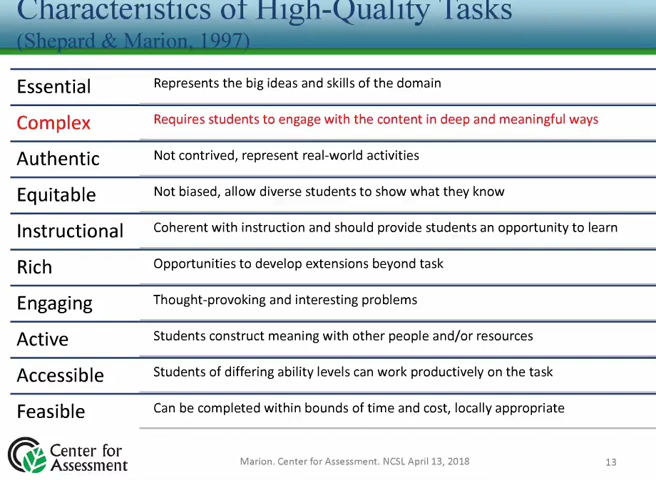 Characteristics of High-Quality Tasks
(Shepard & Marion, 1997)
Essential Represents the big ideas and skills of the domain
Complex Requires students to engage with the content in deep and meaningful ways
Authentic Not contrived, represent real-world activities
Equitable Not biased, allow diverse students to show what they know
Instructional Coherent with instruction and should provide students an opportunity to learn
Rich Opportunities to develop extensions beyond task
Engaging Thought-provoking and interesting problems
Active Students construct meaning with other people and/or resources
Accessible Students of differing ability levels can work productively on the task
Feasible Can be completed within bounds of time and cost, locally appropriate
Center for
Assessment
Marion. Center for Assessment. NCSL April 13, 2018
13